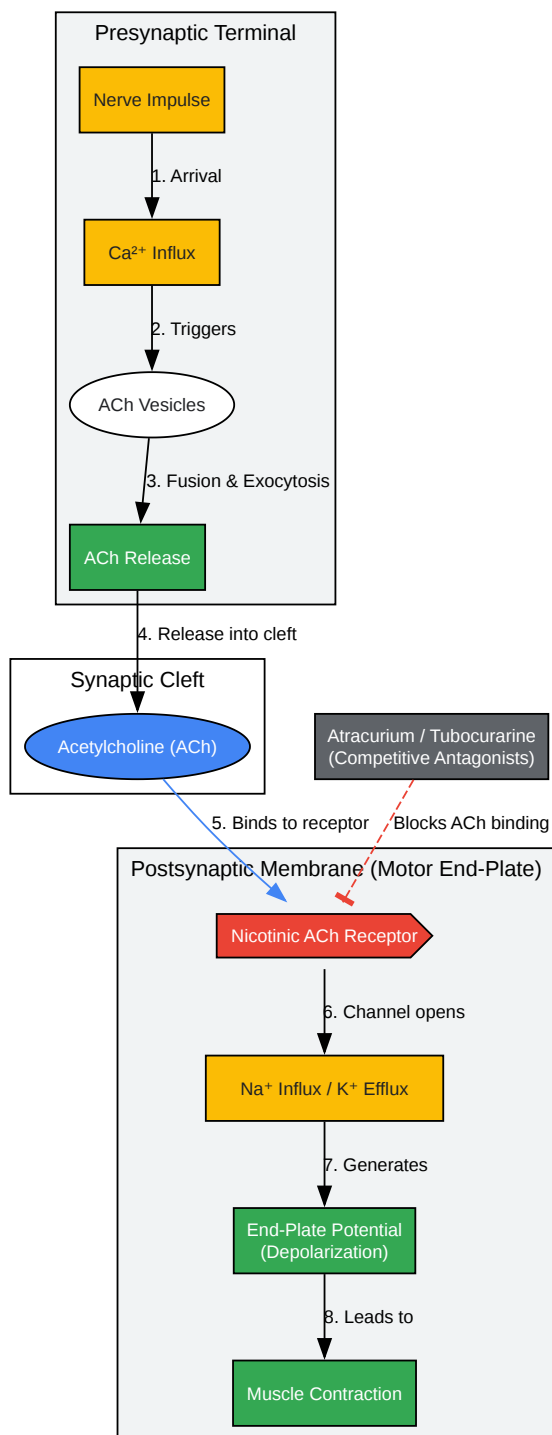 Presynaptic Terminal
Nerve Impulse
1. Arrival
Ca²⁺ Influx
2. Triggers
ACh Vesicles
3. Fusion & Exocytosis
ACh Release
4. Release into cleft
Synaptic Cleft
Acetylcholine (ACh)
Atracurium / Tubocurarine
(Competitive Antagonists)
5. Binds to receptor
Blocks ACh binding
Postsynaptic Membrane (Motor End-Plate)
Nicotinic ACh Receptor
6. Channel opens
Na⁺ Influx / K⁺ Efflux
7. Generates
End-Plate Potential
(Depolarization)
8. Leads to
Muscle Contraction